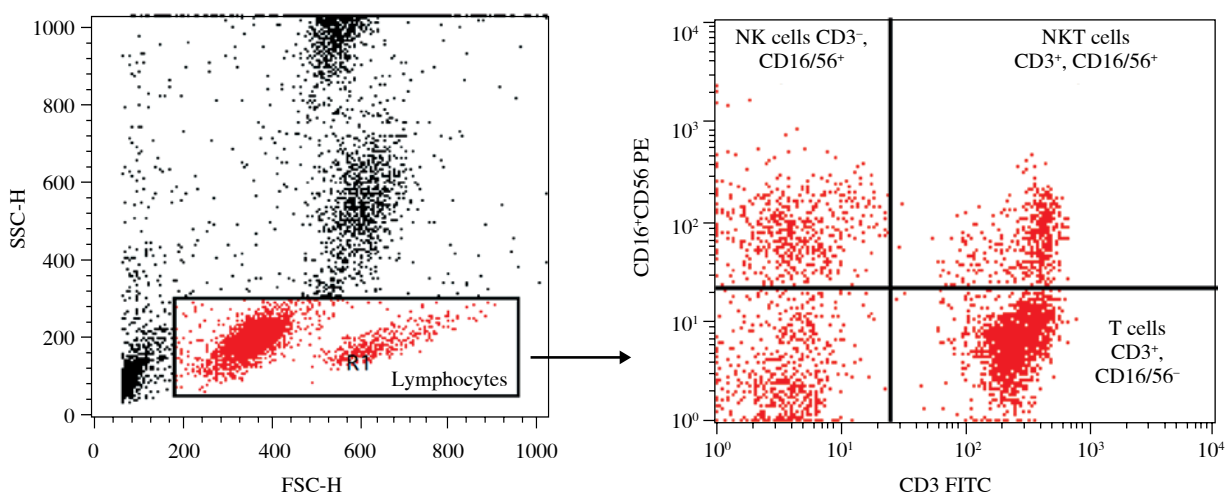 1000
800
600
400
200
0
SSC-H
R1
Lymphocytes
0 200 400 600 800 1000
FSC-H
10⁴
10³
10²
10¹
10⁰
CD16⁺CD56 PE
NK cells CD3⁻,
CD16/56⁺
NKT cells
CD3⁺, CD16/56⁺
T cells
CD3⁺,
CD16/56⁻
10⁰ 10¹ 10² 10³ 10⁴
CD3 FITC